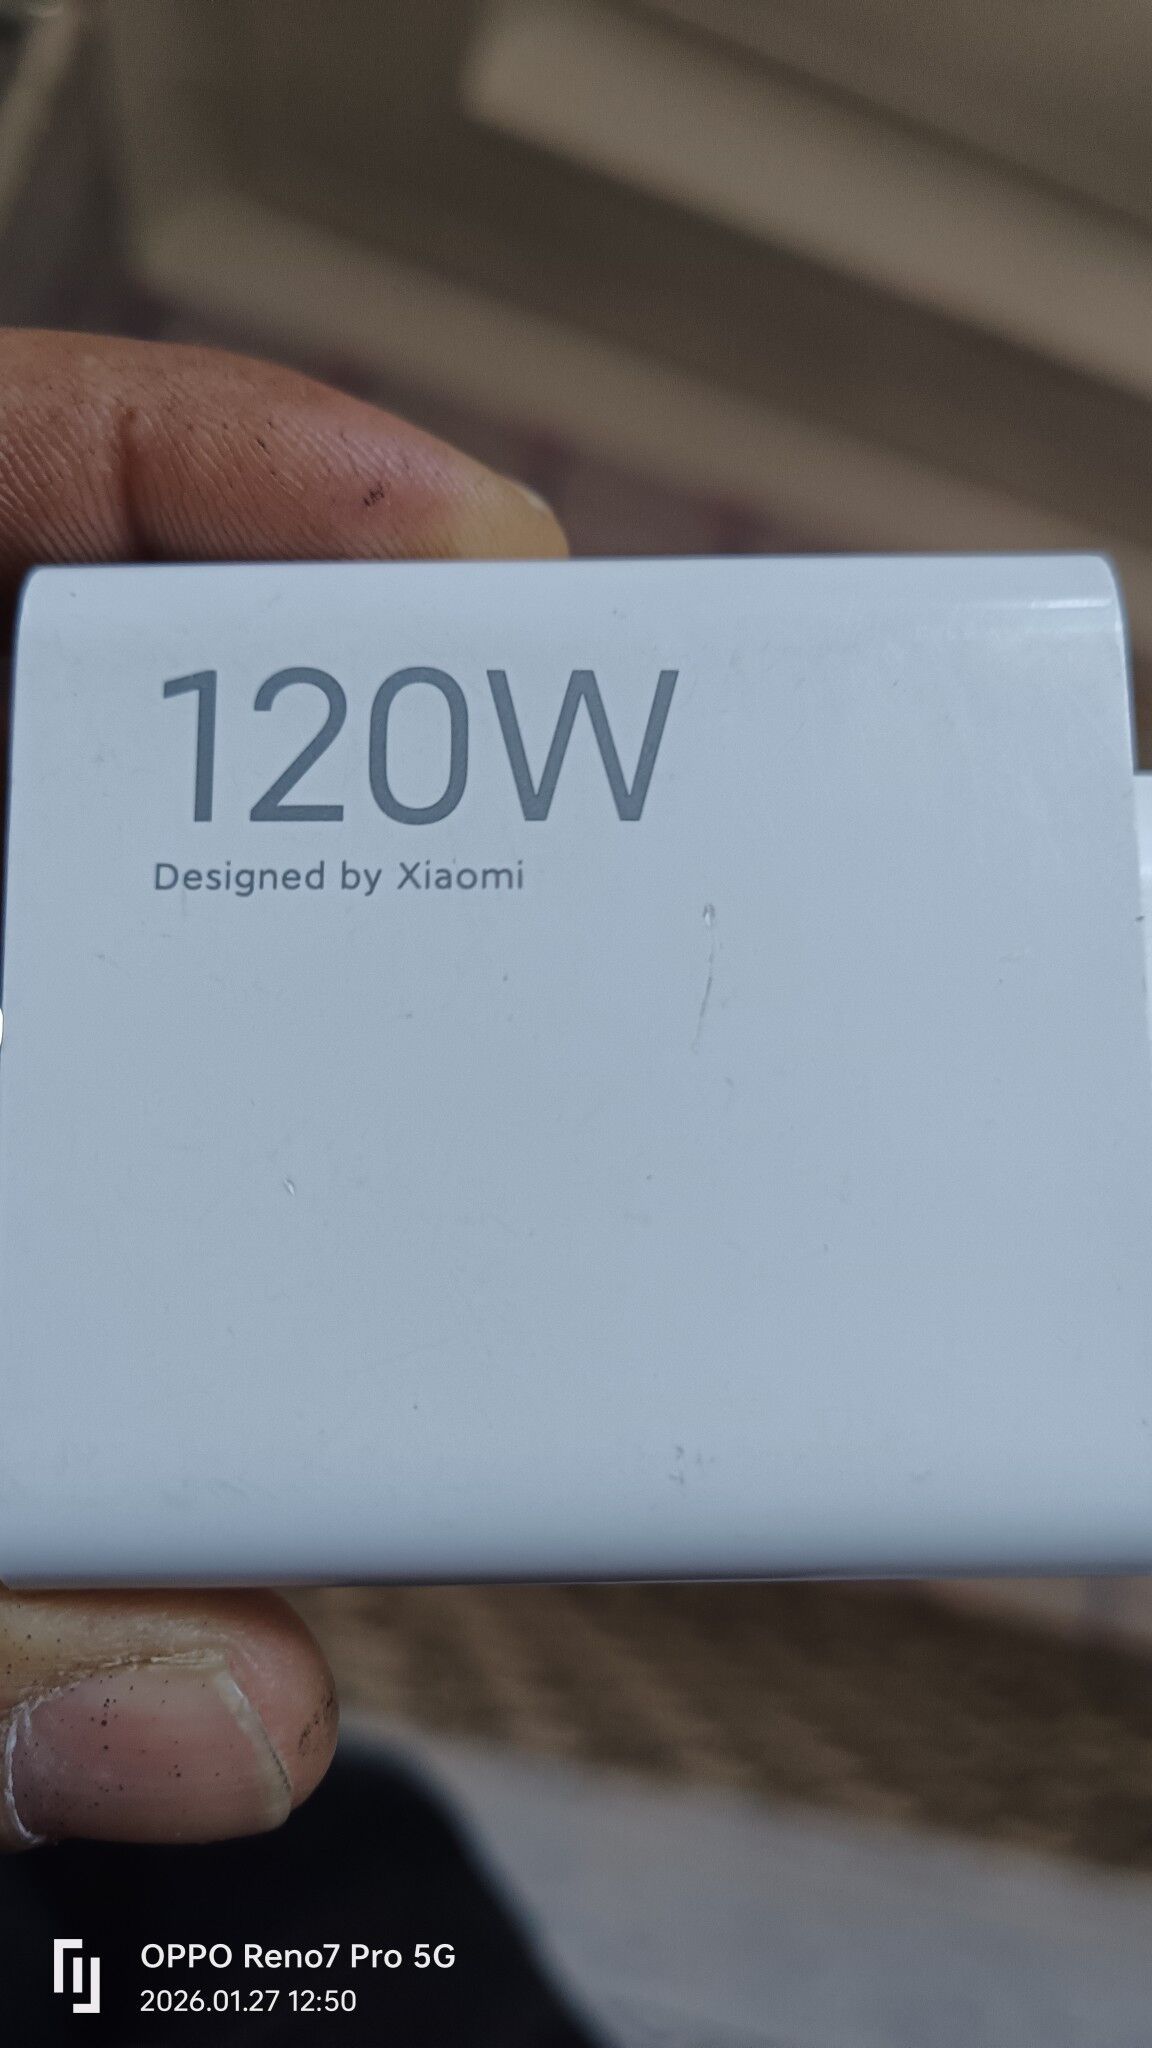 120W
Designed by Xiaomi
OPPO Reno7 Pro 5G
2026.01.27 12:50